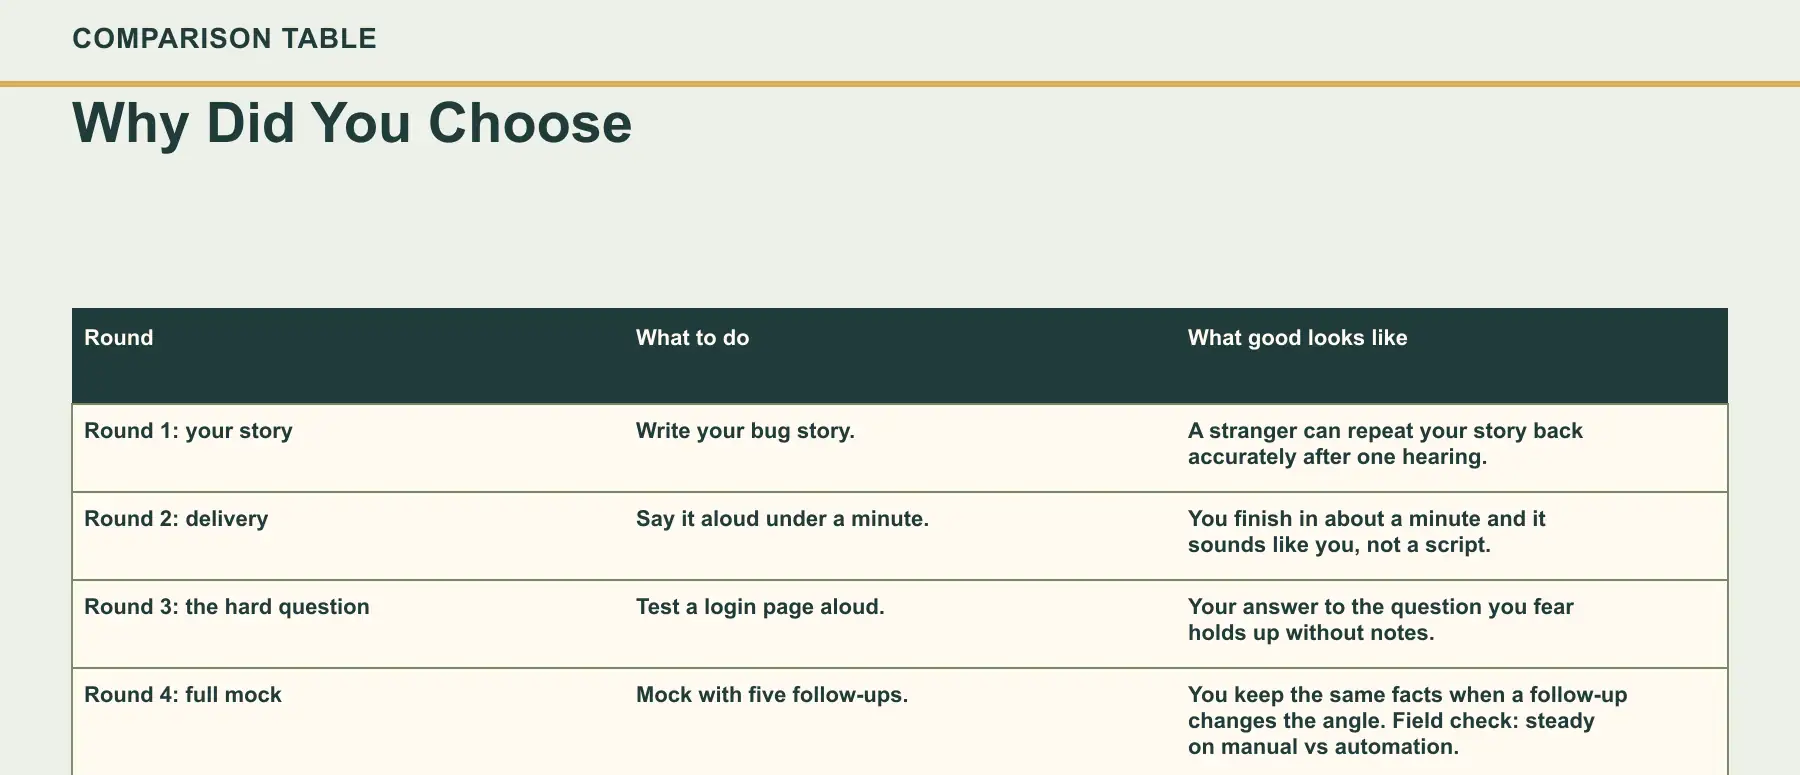 COMPARISON TABLE
Why Did You Choose
Round
What to do
What good looks like
Round 1: your story
Write your bug story.
A stranger can repeat your story back
accurately after one hearing.
Round 2: delivery
Say it aloud under a minute.
You finish in about a minute and it
sounds like you, not a script.
Round 3: the hard question
Test a login page aloud.
Your answer to the question you fear
holds up without notes.
Round 4: full mock
Mock with five follow-ups.
You keep the same facts when a follow-up
changes the angle. Field check: steady
on manual vs automation.